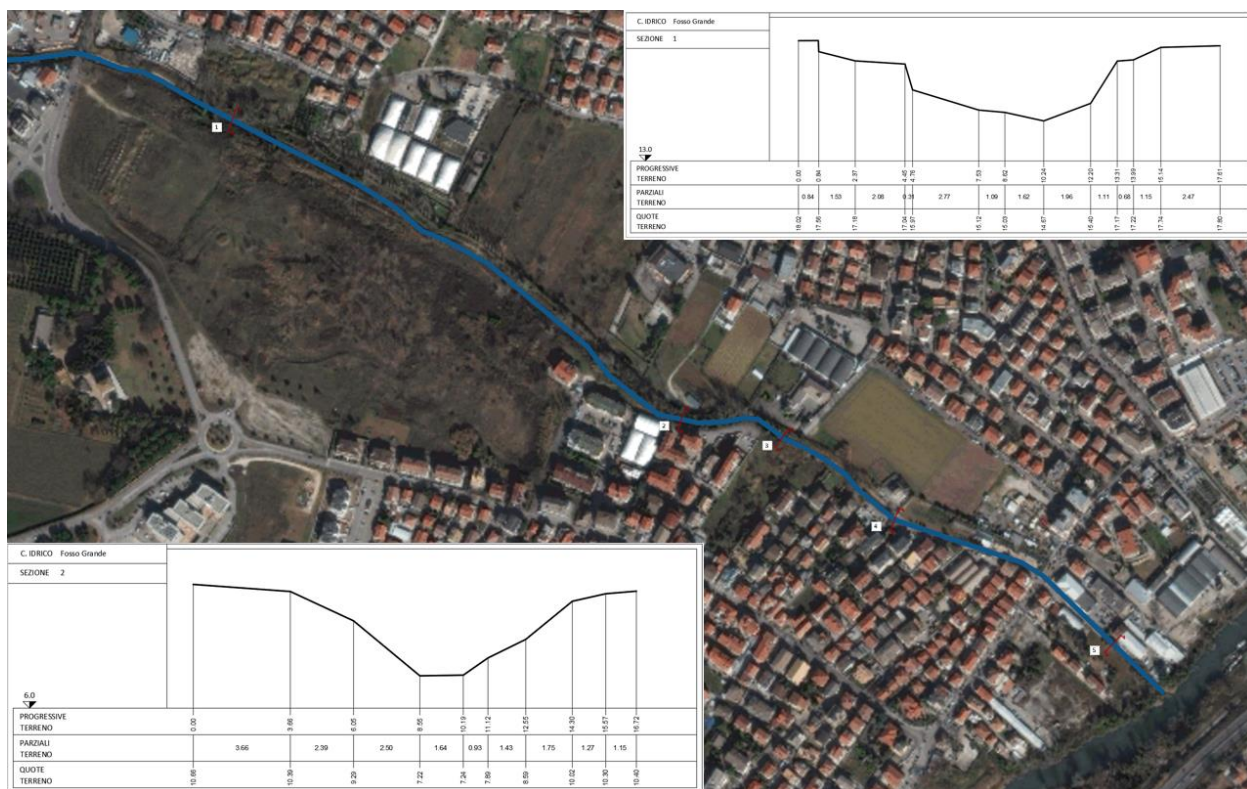 C. IDRICO Fosso Grande
SEZIONE 1
13.0
PROGRESSIVE
TERRENO
0.00 0.84 2.37 4.45 4.76 7.53 8.62 10.24 12.20 13.31 13.99 15.14 17.61
PARZIALI
TERRENO
0.84 1.53 2.08 0.31 2.77 1.09 1.62 1.96 1.11 0.68 1.15 2.47
QUOTE
TERRENO
18.02 17.56 17.18 17.04 15.97 15.12 15.03 14.67 15.40 17.17 17.22 17.74 17.80
1
2
3
4
5
C. IDRICO Fosso Grande
SEZIONE 2
6.0
PROGRESSIVE
TERRENO
0.00 3.66 6.05 8.55 10.19 11.12 12.55 14.30 15.57 16.72
PARZIALI
TERRENO
3.66 2.39 2.50 1.64 0.93 1.43 1.75 1.27 1.15
QUOTE
TERRENO
10.66 10.39 9.29 7.22 7.24 7.89 8.59 10.02 10.30 10.40